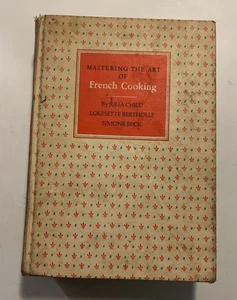 MASTERING THE ART
OF
French Cooking
By JULIA CHILD
LOUISETTE BERTHOLLE
SIMONE BECK